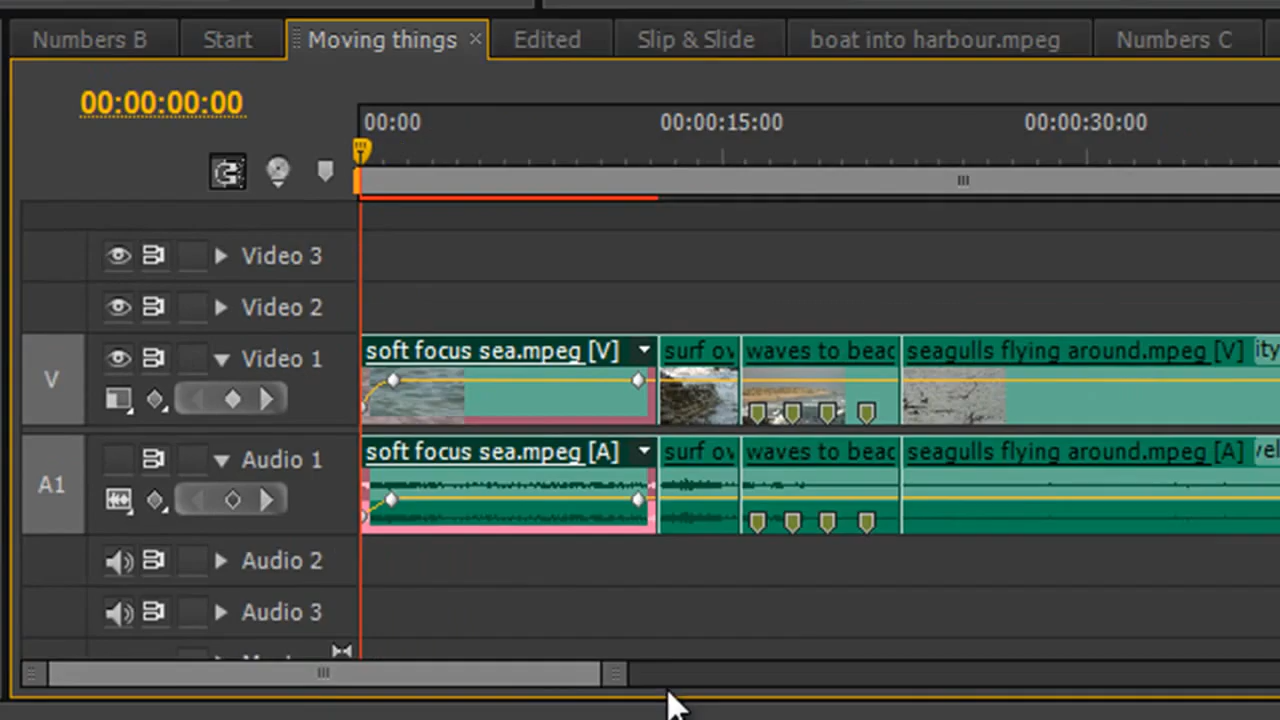 Numbers B Start Moving things × Edited Slip & Slide boat into harbour.mpeg Numbers C
00:00:00:00
00:00 00:00:15:00 00:00:30:00
Video 3
Video 2
V Video 1 soft focus sea.mpeg [V] surf ov waves to beac seagulls flying around.mpeg [V] ity
A1 Audio 1 soft focus sea.mpeg [A] surf ov waves to beac seagulls flying around.mpeg [A]
Audio 2
Audio 3